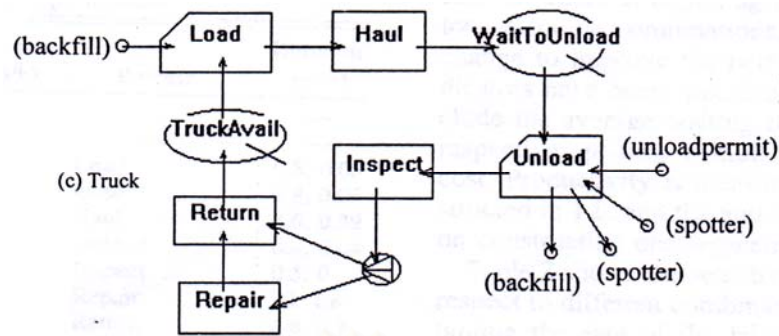 Load
Haul
WaitToUnload
(backfill)
TruckAvail
(unloadpermit)
Inspect
Unload
(c) Truck
Return
(spotter)
(spotter)
(backfill)
Repair